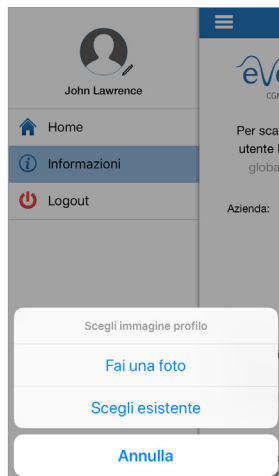 John Lawrence
Home
Informazioni
Logout
CGM
Per sca
utente
globa
Azienda:
Scegli immagine profilo
Fai una foto
Scegli esistente
Annulla